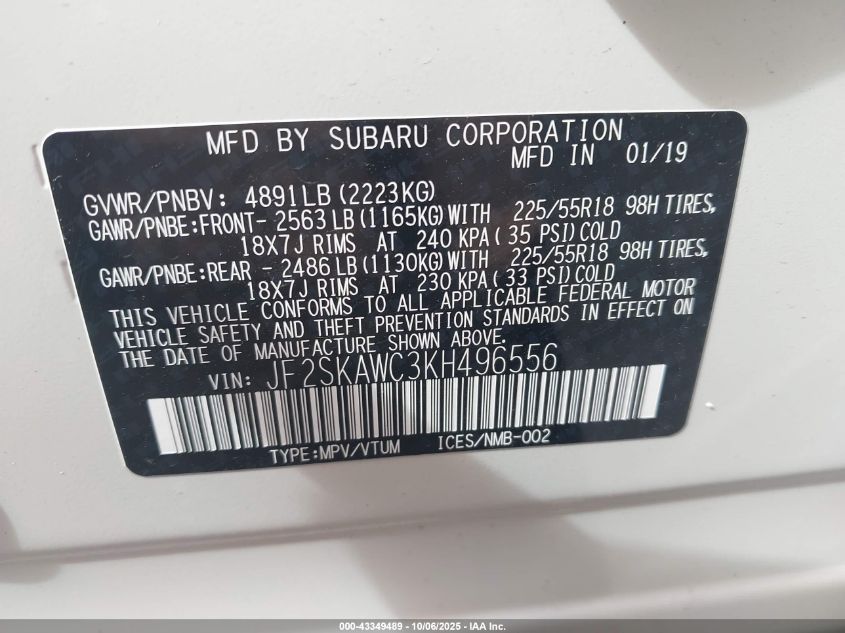 MFD BY SUBARU CORPORATION
MFD IN 01/19
GVWR/PNBV: 4891LB (2223KG)
GAWR/PNBE:FRONT- 2563 LB (1165KG) WITH 225/55R18 98H TIRES,
18X7J RIMS AT 240 KPA (35 PSI) COLD
GAWR/PNBE:REAR - 2486 LB (1130KG) WITH 225/55R18 98H TIRES,
18X7J RIMS AT 230 KPA (33 PSI) COLD
THIS VEHICLE CONFORMS TO ALL APPLICABLE FEDERAL MOTOR
VEHICLE SAFETY AND THEFT PREVENTION STANDARDS IN EFFECT ON
THE DATE OF MANUFACTURE SHOWN ABOVE.
VIN: JF2SKAWC3KH496556
TYPE:MPV/VTUM ICES/NMB-002
000-43349489 - 10/06/2025 - IAA Inc.